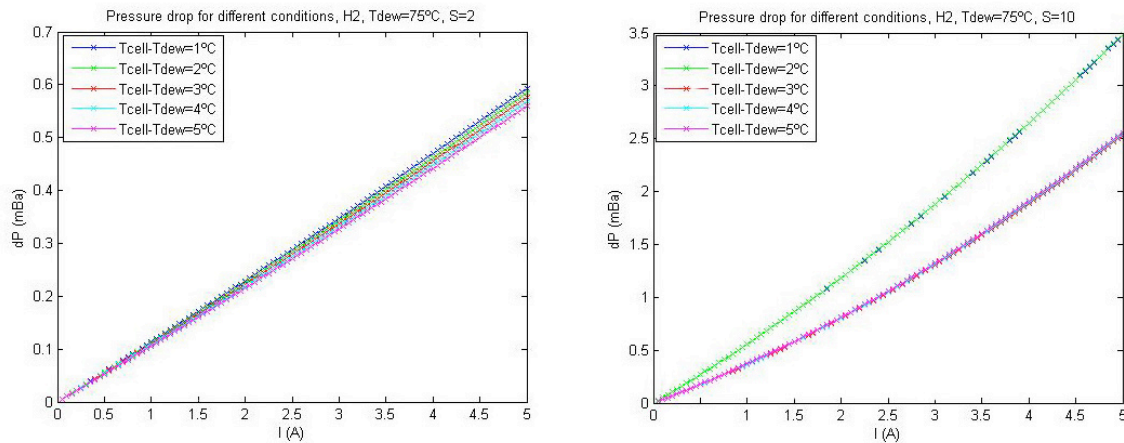 Pressure drop for different conditions, H2, Tdew=75ºC, S=2
0.7
0.6
0.5
0.4
0.3
0.2
0.1
0
dP (mBa)
Tcell-Tdew=1ºC
Tcell-Tdew=2ºC
Tcell-Tdew=3ºC
Tcell-Tdew=4ºC
Tcell-Tdew=5ºC
0 0.5 1 1.5 2 2.5 3 3.5 4 4.5 5
I (A)
Pressure drop for different conditions, H2, Tdew=75ºC, S=10
3.5
3
2.5
2
1.5
1
0.5
0
dP (mBa)
Tcell-Tdew=1ºC
Tcell-Tdew=2ºC
Tcell-Tdew=3ºC
Tcell-Tdew=4ºC
Tcell-Tdew=5ºC
0 0.5 1 1.5 2 2.5 3 3.5 4 4.5 5
I (A)